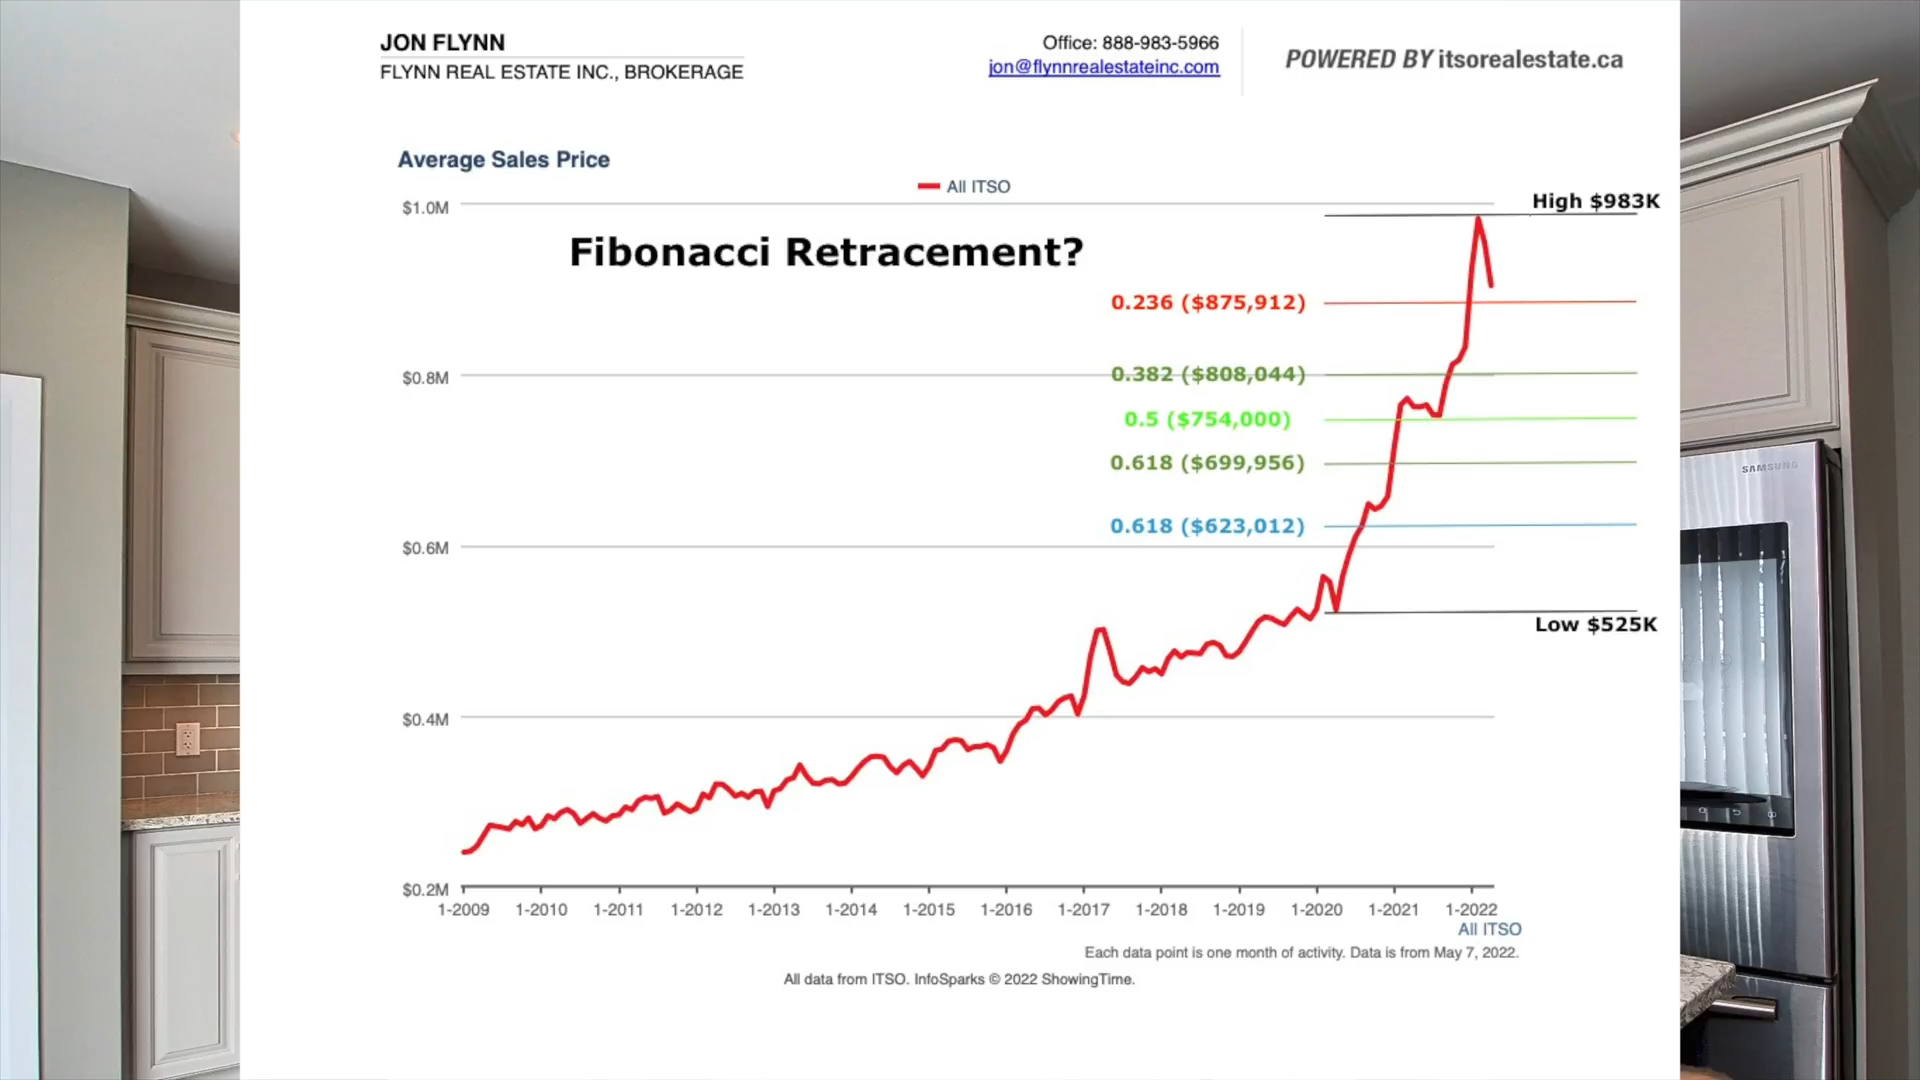 JON FLYNN
FLYNN REAL ESTATE INC., BROKERAGE
Office: 888-983-5966
jon@flynnrealestateinc.com
POWERED BY itsorealestate.ca
Average Sales Price
All ITSO
$1.0M
High $983K
Fibonacci Retracement?
0.236 ($875,912)
$0.8M
0.382 ($808,044)
0.5 ($754,000)
0.618 ($699,956)
SAMSUNG
0.618 ($623,012)
$0.6M
Low $525K
$0.4M
$0.2M
1-2009 1-2010 1-2011 1-2012 1-2013 1-2014 1-2015 1-2016 1-2017 1-2018 1-2019 1-2020 1-2021 1-2022
All ITSO
Each data point is one month of activity. Data is from May 7, 2022.
All data from ITSO. InfoSparks © 2022 ShowingTime.